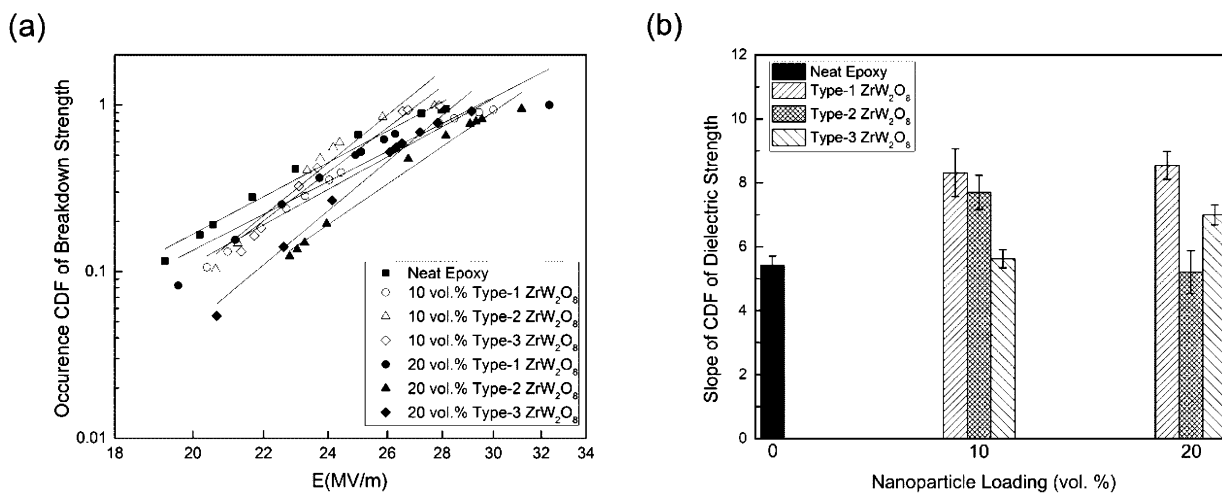 (a)
Occurence CDF of Breakdown Strength
1
0.1
0.01
18
20
22
24
26
28
30
32
34
E(MV/m)
Neat Epoxy
10 vol.% Type-1 ZrW₂O₈
10 vol.% Type-2 ZrW₂O₈
10 vol.% Type-3 ZrW₂O₈
20 vol.% Type-1 ZrW₂O₈
20 vol.% Type-2 ZrW₂O₈
20 vol.% Type-3 ZrW₂O₈
(b)
Slope of CDF of Dielectric Strength
12
10
8
6
4
2
0
0
10
20
Nanoparticle Loading (vol. %)
Neat Epoxy
Type-1 ZrW₂O₈
Type-2 ZrW₂O₈
Type-3 ZrW₂O₈